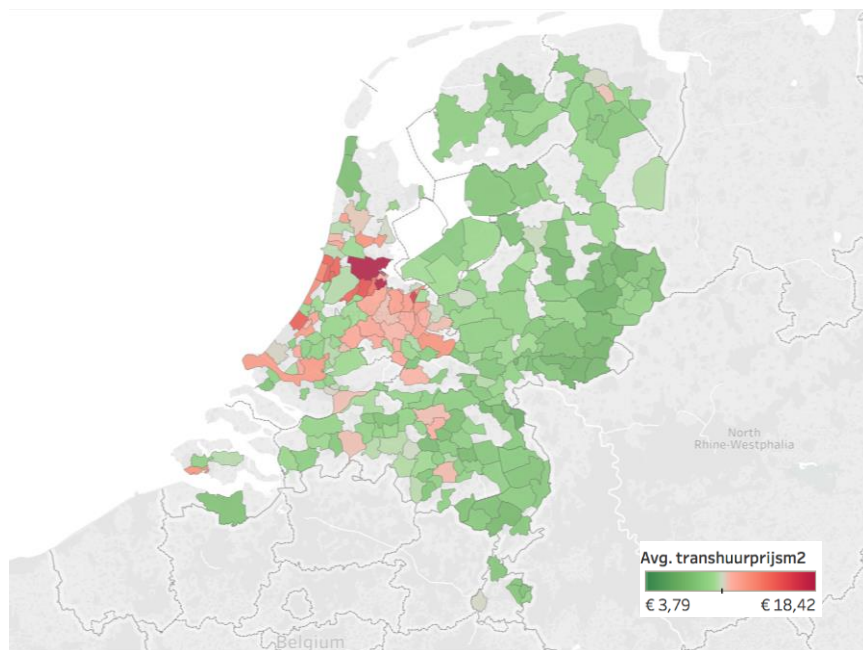 North
Rhine-Westphalia
Avg. transhuurprijsm2
€ 3,79 € 18,42
Belgium